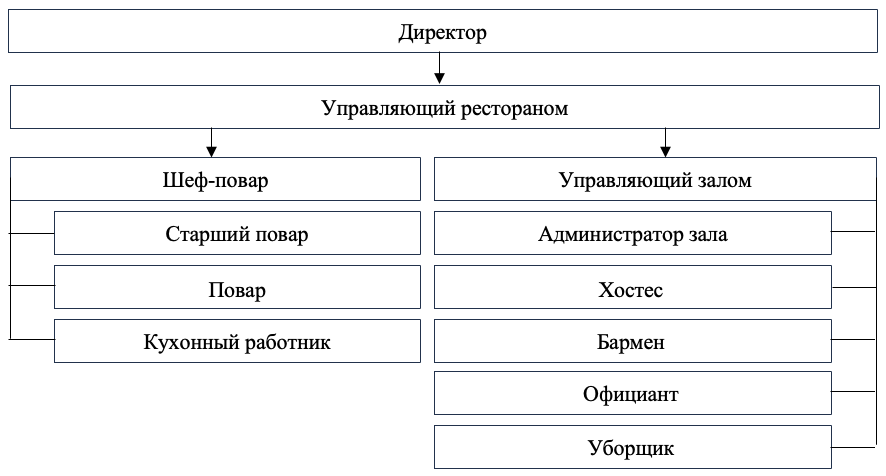 Директор
Управляющий рестораном
Шеф-повар
Управляющий залом
Старший повар
Администратор зала
Повар
Хостес
Кухонный работник
Бармен
Официант
Уборщик